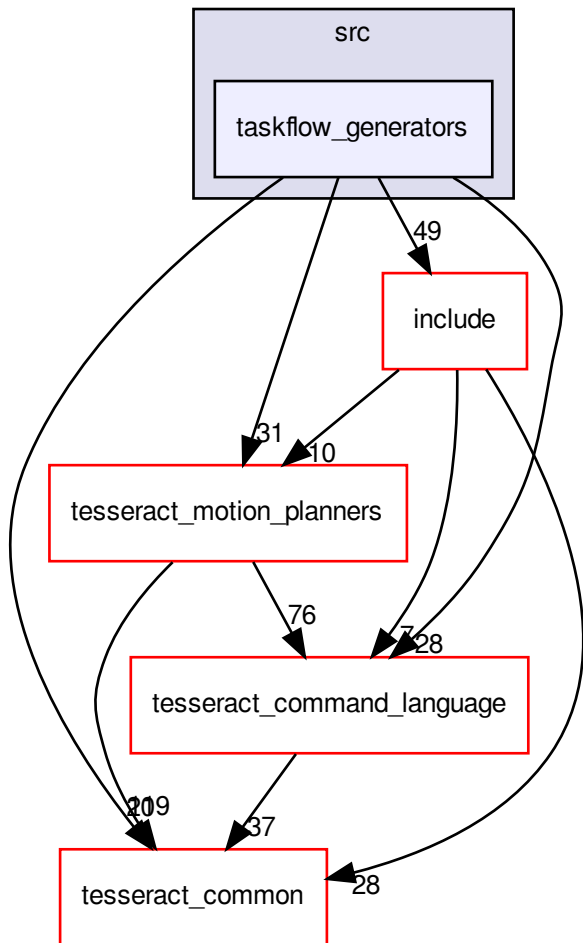 src
taskflow_generators
49
include
31
10
tesseract_motion_planners
76
7
28
tesseract_command_language
37
28
tesseract_common